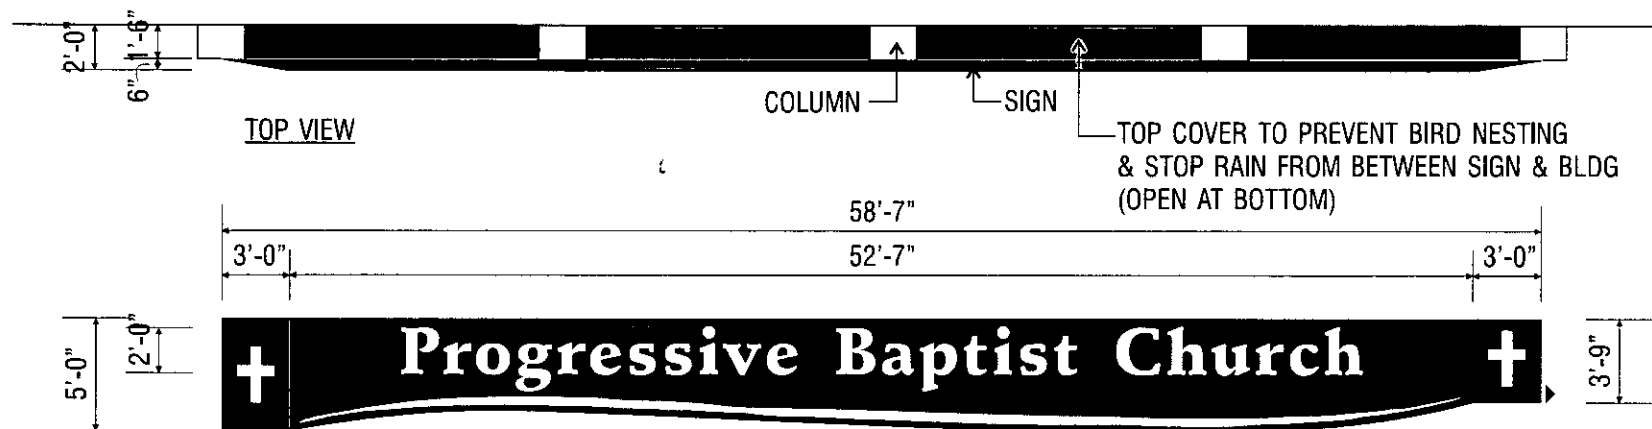 2'-0"
1'-6"
6"
TOP VIEW
COLUMN
SIGN
TOP COVER TO PREVENT BIRD NESTING
& STOP RAIN FROM BETWEEN SIGN & BLDG
(OPEN AT BOTTOM)
58'-7"
3'-0"
52'-7"
3'-0"
5'-0"
2'-0"
Progressive Baptist Church
3'-9"